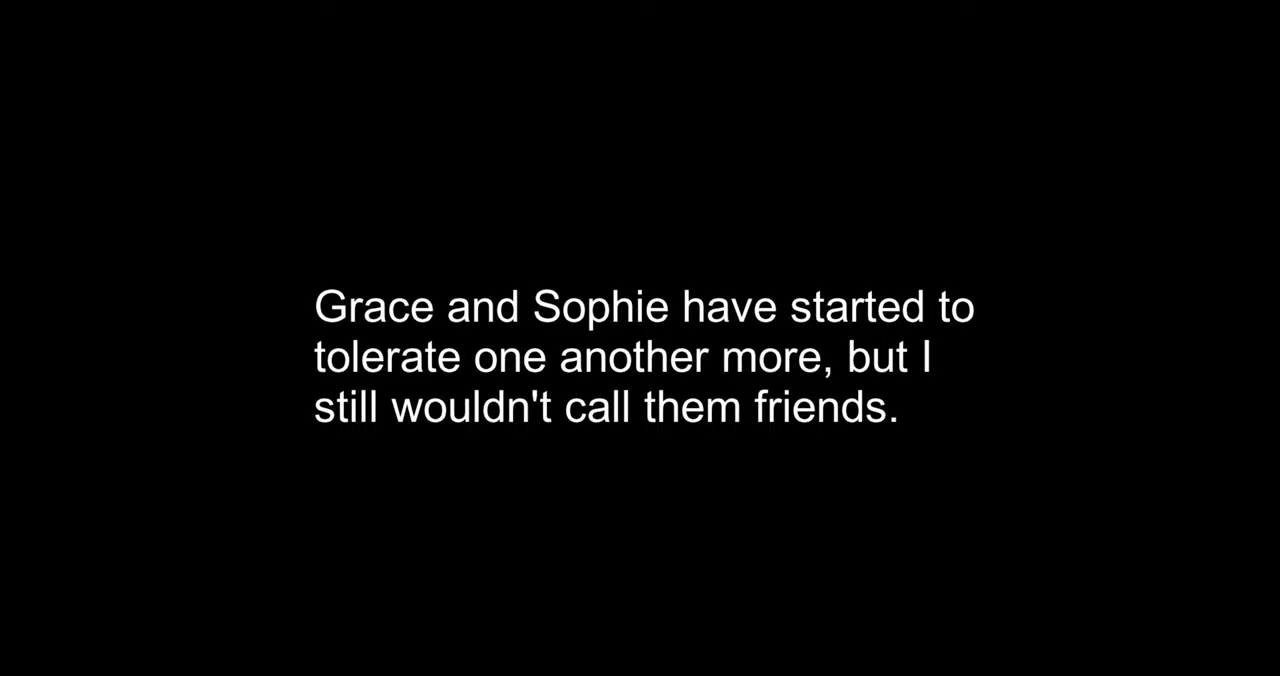 Grace and Sophie have started to
tolerate one another more, but I
still wouldn't call them friends.